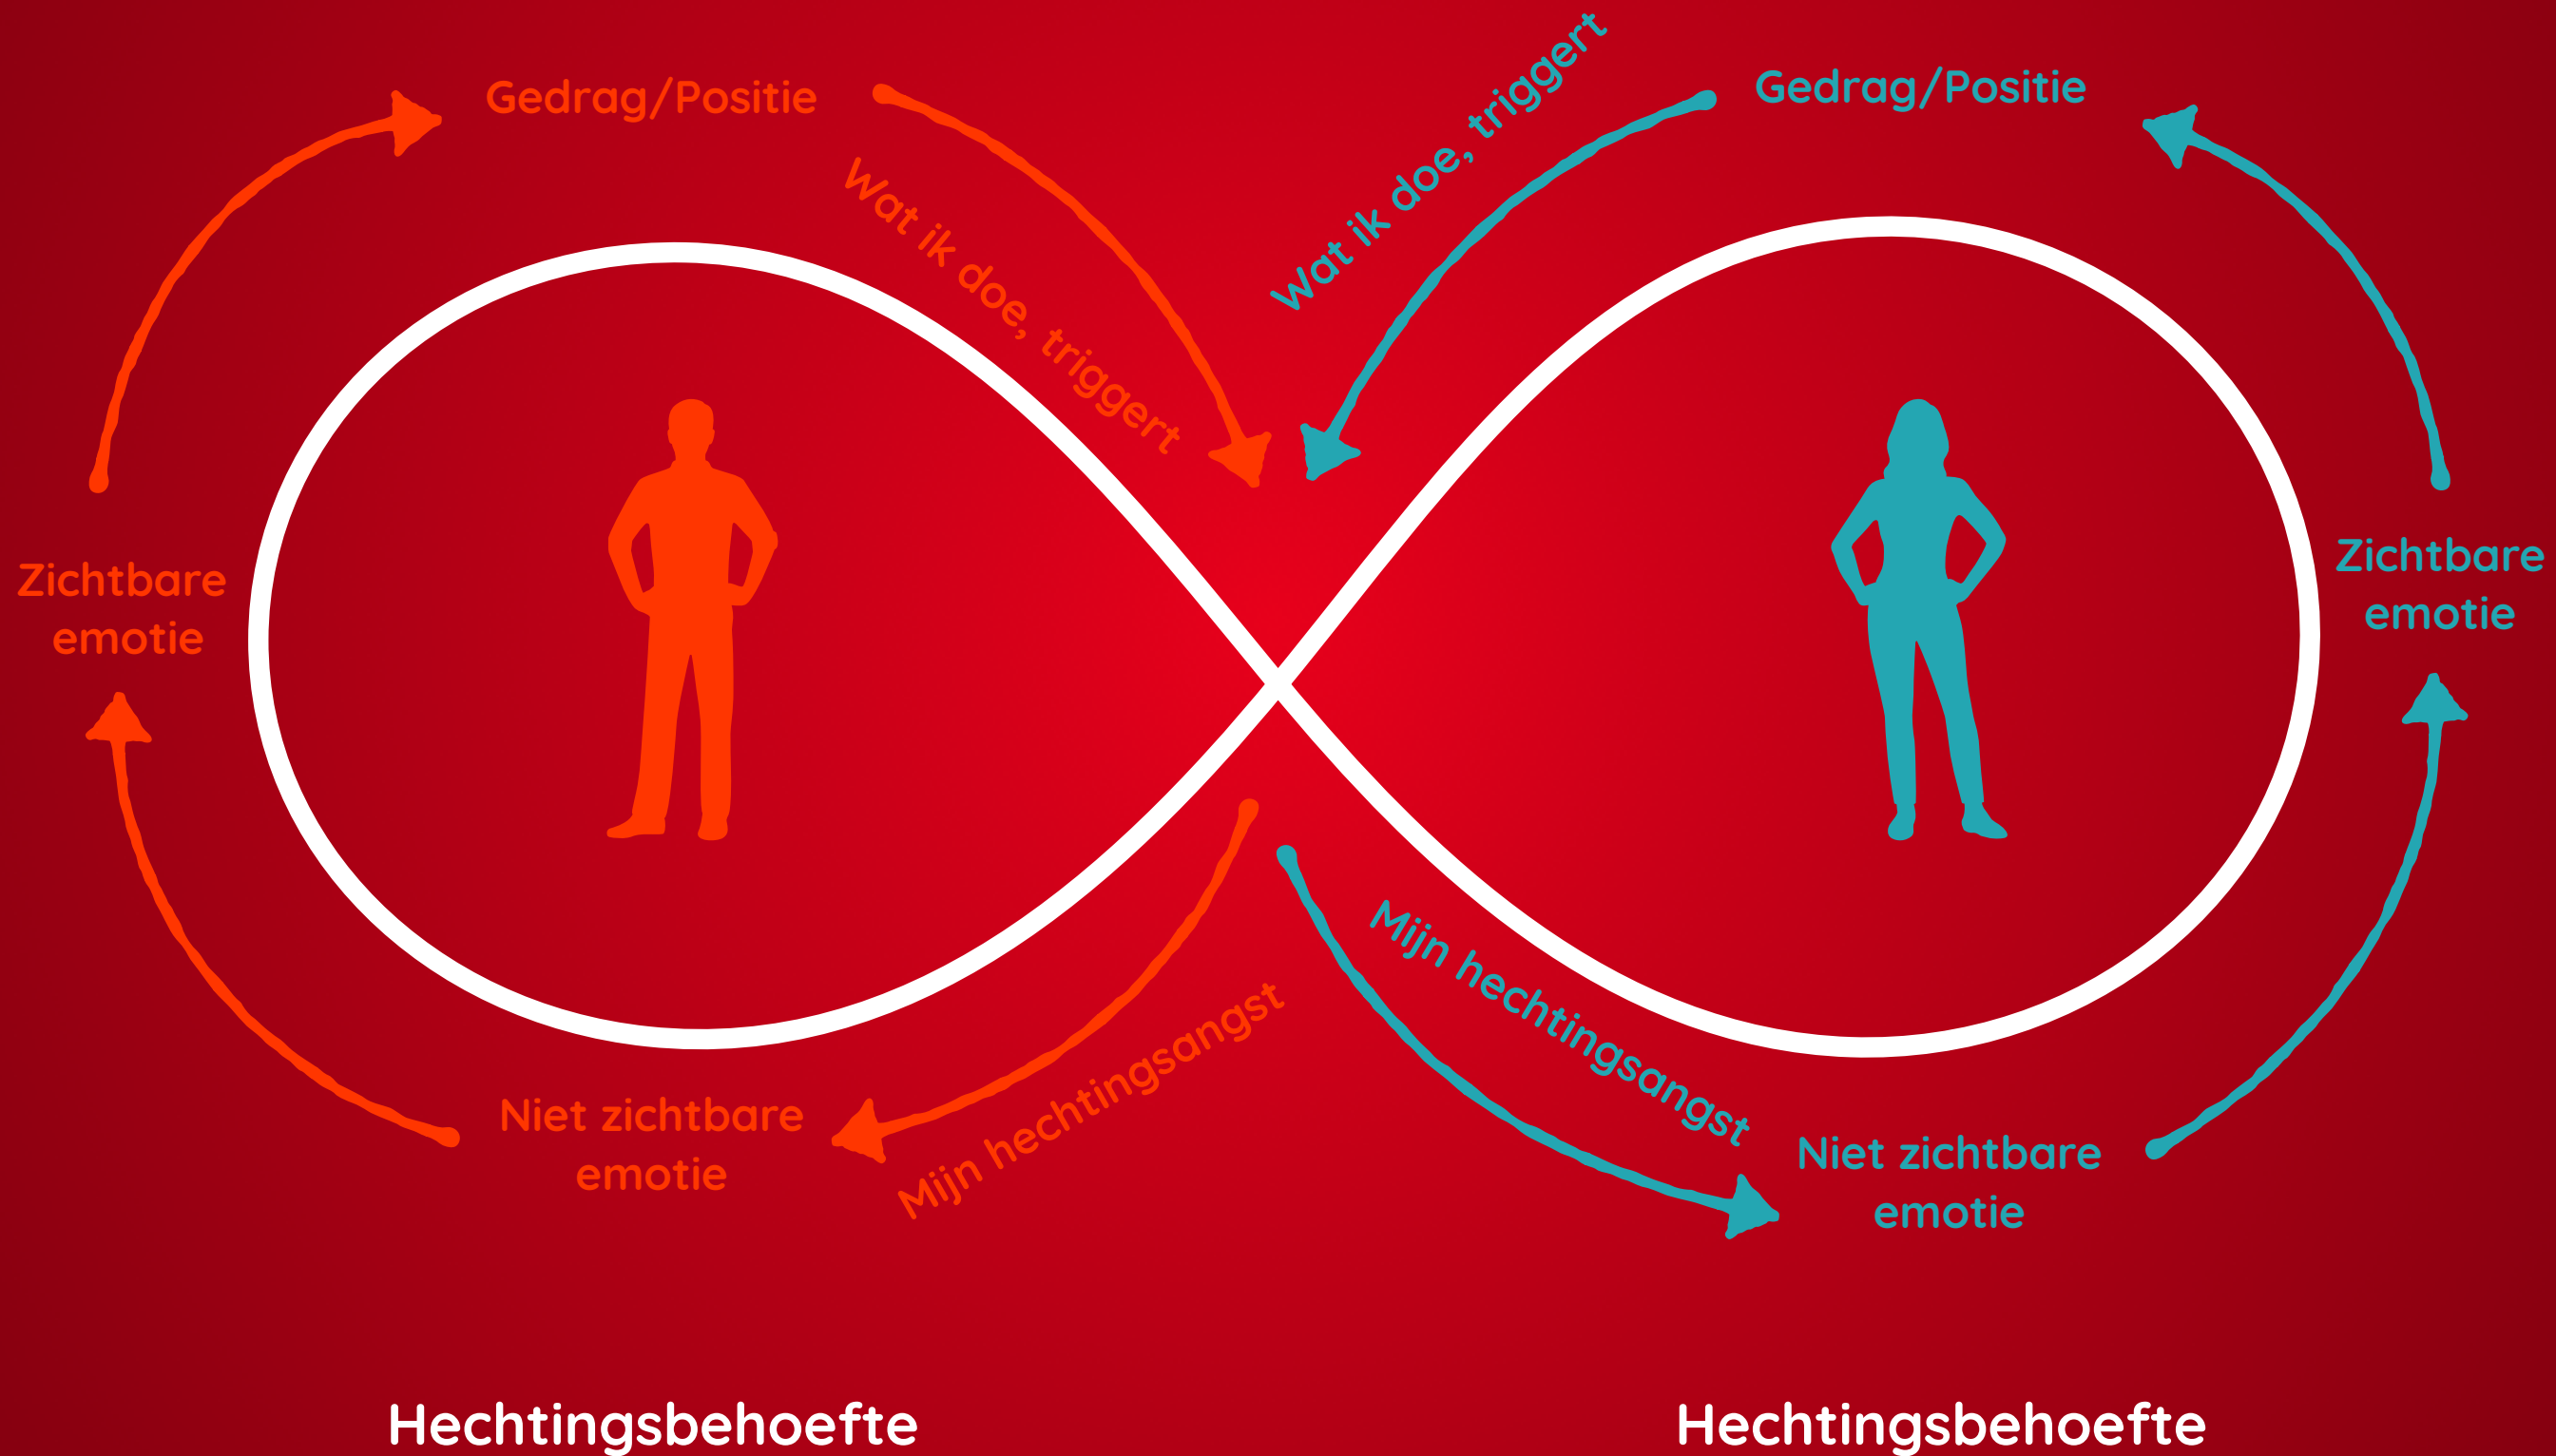 Gedrag/Positie
Wat ik doe, triggert
Zichtbare
emotie
Niet zichtbare
emotie
Mijn hechtingsangst
Hechtingsbehoefte
Gedrag/Positie
Wat ik doe, triggert
Zichtbare
emotie
Mijn hechtingsangst
Niet zichtbare
emotie
Hechtingsbehoefte